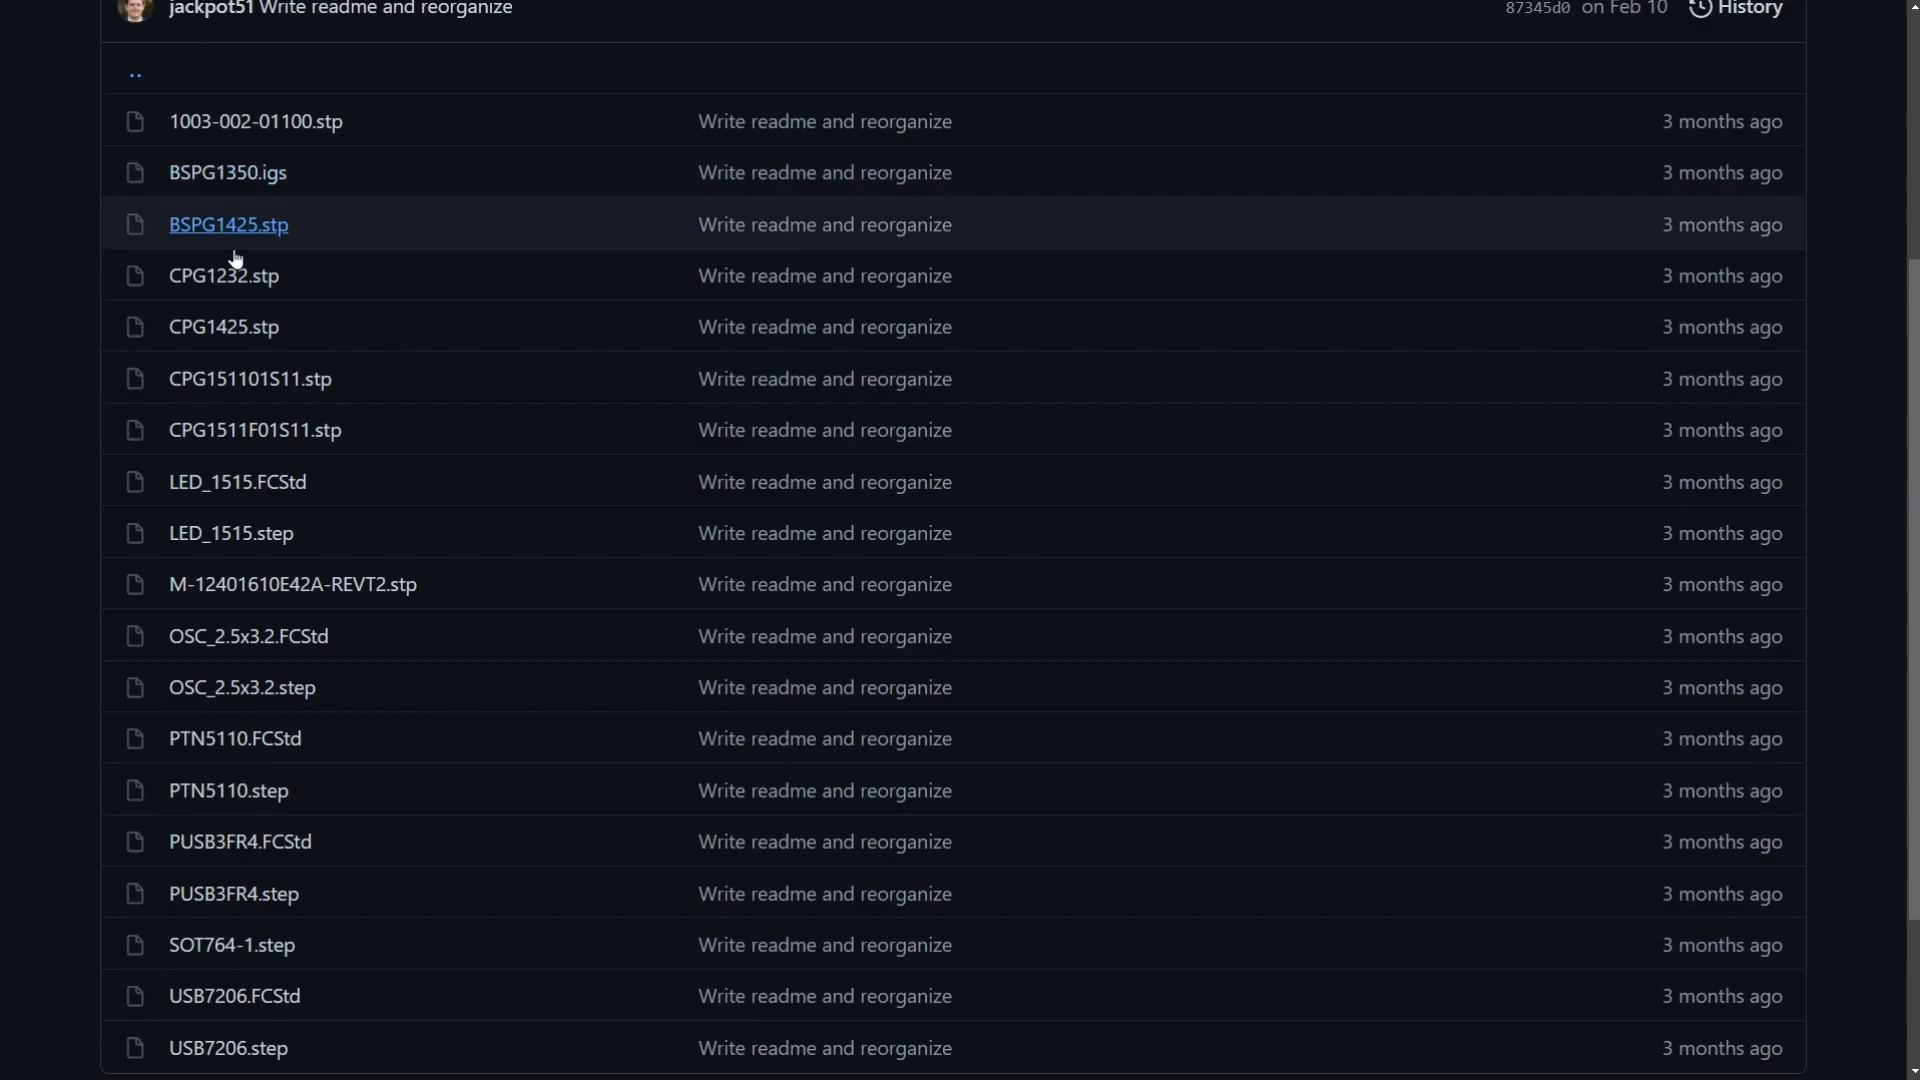 jackpot51 Write readme and reorganize 87345d0 on Feb 10 History
..
1003-002-01100.stp Write readme and reorganize 3 months ago
BSPG1350.igs Write readme and reorganize 3 months ago
BSPG1425.stp Write readme and reorganize 3 months ago
CPG1232.stp Write readme and reorganize 3 months ago
CPG1425.stp Write readme and reorganize 3 months ago
CPG151101S11.stp Write readme and reorganize 3 months ago
CPG1511F01S11.stp Write readme and reorganize 3 months ago
LED_1515.FCStd Write readme and reorganize 3 months ago
LED_1515.step Write readme and reorganize 3 months ago
M-12401610E42A-REVT2.stp Write readme and reorganize 3 months ago
OSC_2.5x3.2.FCStd Write readme and reorganize 3 months ago
OSC_2.5x3.2.step Write readme and reorganize 3 months ago
PTN5110.FCStd Write readme and reorganize 3 months ago
PTN5110.step Write readme and reorganize 3 months ago
PUSB3FR4.FCStd Write readme and reorganize 3 months ago
PUSB3FR4.step Write readme and reorganize 3 months ago
SOT764-1.step Write readme and reorganize 3 months ago
USB7206.FCStd Write readme and reorganize 3 months ago
USB7206.step Write readme and reorganize 3 months ago